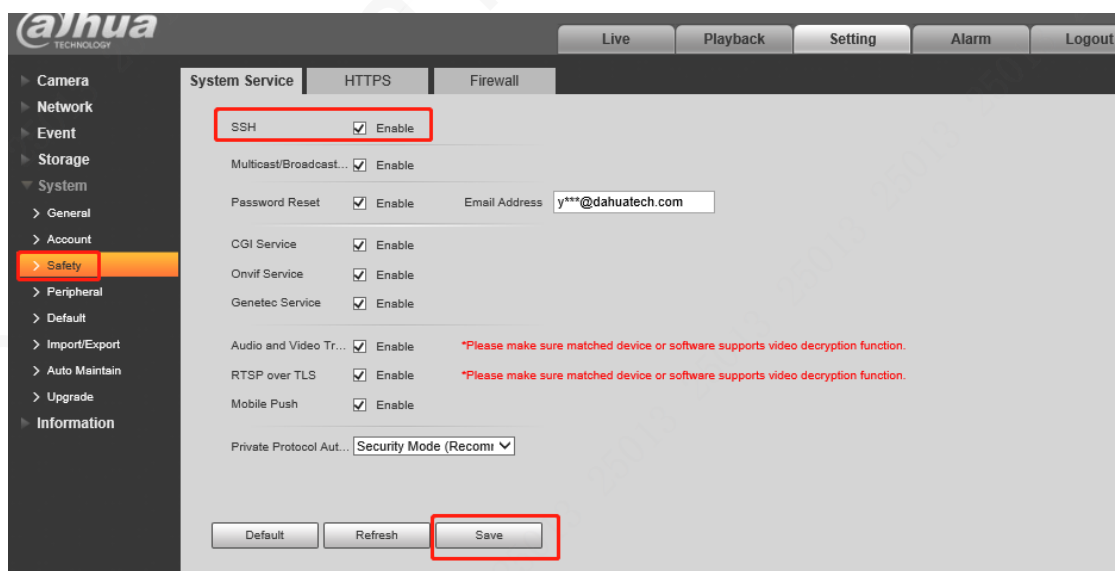 alhua
TECHNOLOGY
Live Playback Setting Alarm Logout
Camera
Network
Event
Storage
System
General
Account
Safety
Peripheral
Default
Import/Export
Auto Maintain
Upgrade
Information
System Service HTTPS Firewall
SSH Enable
Multicast/Broadcast... Enable
Password Reset Enable Email Address y***@dahuatech.com
CGI Service Enable
Onvif Service Enable
Genetec Service Enable
Audio and Video Tr... Enable *Please make sure matched device or software supports video decryption function.
RTSP over TLS Enable *Please make sure matched device or software supports video decryption function.
Mobile Push Enable
Private Protocol Aut... Security Mode (Recomm
Default Refresh Save